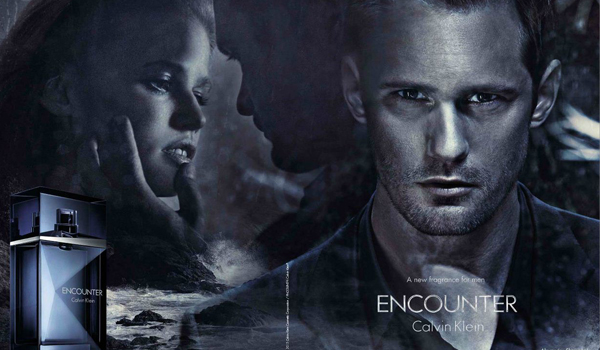 ENCOUNTER
Calvin Klein
A new fragrance for men
ENCOUNTER
Calvin Klein